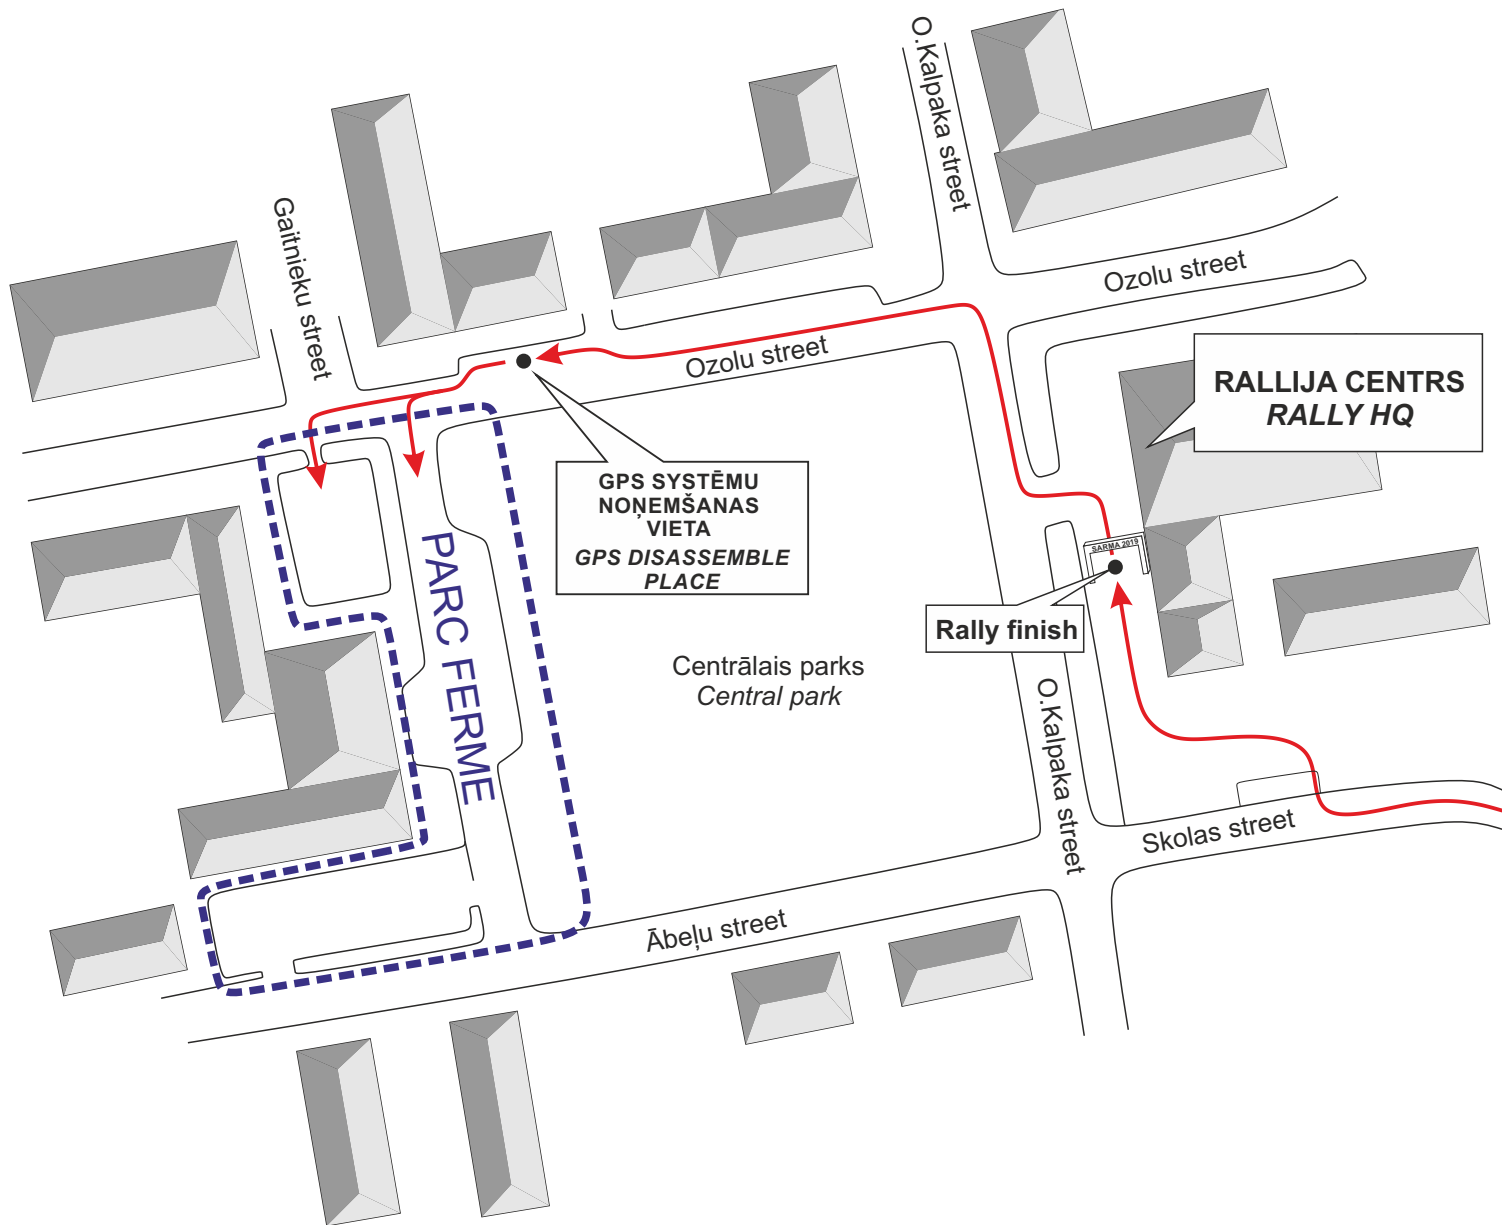 O.Kalpaka street
Gaitnieku street
Ozolu street
Ozolu street
RALLIJA CENTRS
RALLY HQ
GPS SYSTĒMU
NOŅEMŠANAS
VIETA
GPS DISASSEMBLE
PLACE
SARMA 2019
PARC FERME
Rally finish
Centrālais parks
Central park
O.Kalpaka street
Skolas street
Ābeļu street